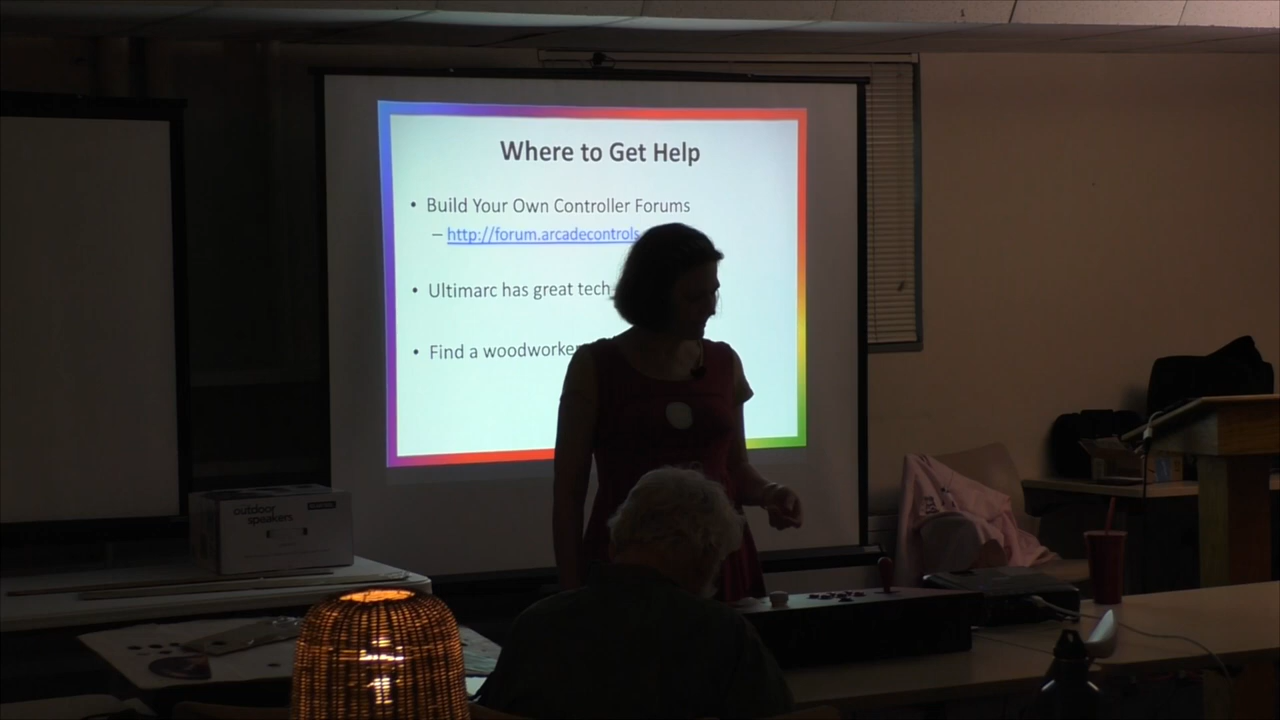 Where to Get Help
• Build Your Own Controller Forums
– http://forum.arcadecontrols
• Ultimarc has great tech
• Find a woodworker
outdoor
speakers